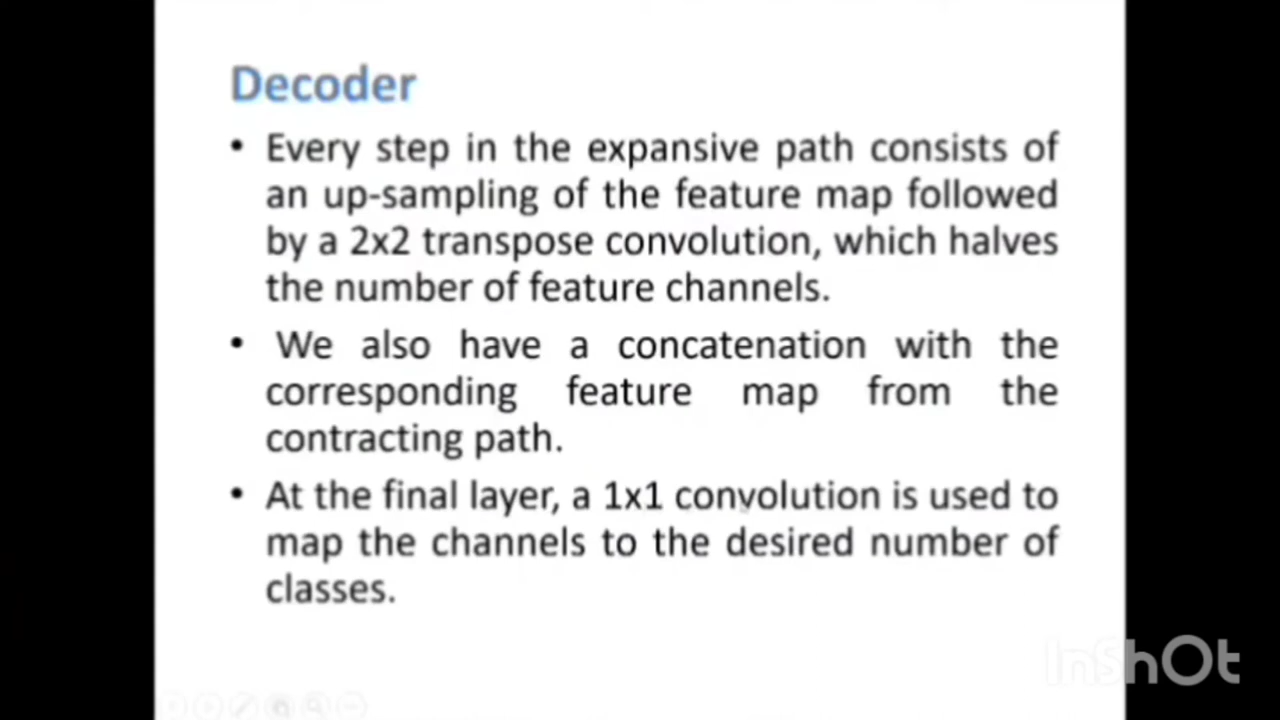 Decoder
• Every step in the expansive path consists of
an up-sampling of the feature map followed
by a 2x2 transpose convolution, which halves
the number of feature channels.
• We also have a concatenation with the
corresponding feature map from the
contracting path.
• At the final layer, a 1x1 convolution is used to
map the channels to the desired number of
classes.
InShOt